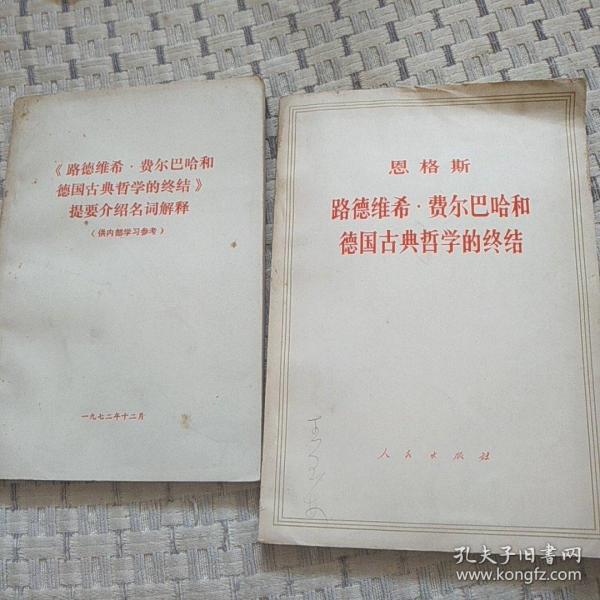 《路德维希·费尔巴哈和
德国古典哲学的终结》
提要介绍名词解释
（供内部学习参考）
一九七二年十二月
恩格斯
路德维希·费尔巴哈和
德国古典哲学的终结
人民出版社
孔夫子旧书网
www.kongfz.com